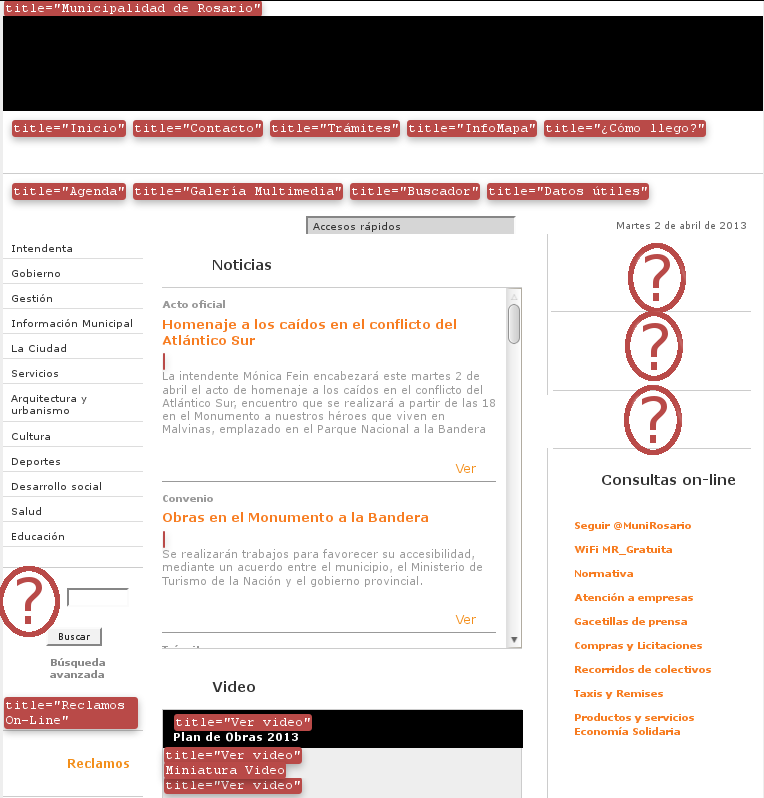 title="Municipalidad de Rosario"
title="Inicio" title="Contacto" title="Trámites" title="InfoMapa" title="¿Cómo llego?"
title="Agenda" title="Galería Multimedia" title="Buscador" title="Datos útiles"
Accesos rápidos
Martes 2 de abril de 2013
Intendenta
Gobierno
Gestión
Información Municipal
La Ciudad
Servicios
Arquitectura y
urbanismo
Cultura
Deportes
Desarrollo social
Salud
Educación
?
Buscar
Búsqueda
avanzada
title="Reclamos
On-Line"
Reclamos
Noticias
Acto oficial
Homenaje a los caídos en el conflicto del
Atlántico Sur
La intendente Mónica Fein encabezará este martes 2 de
abril el acto de homenaje a los caídos en el conflicto del
Atlántico Sur, encuentro que se realizará a partir de las 18
en el Monumento a nuestros héroes que viven en
Malvinas, emplazado en el Parque Nacional a la Bandera
Ver
Convenio
Obras en el Monumento a la Bandera
Se realizarán trabajos para favorecer su accesibilidad,
mediante un acuerdo entre el municipio, el Ministerio de
Turismo de la Nación y el gobierno provincial.
Ver
Video
title="Ver video"
Plan de Obras 2013
title="Ver video"
Miniatura Video
title="Ver video"
?
?
?
Consultas on-line
Seguir @MuniRosario
WiFi MR_Gratuita
Normativa
Atención a empresas
Gacetillas de prensa
Compras y Licitaciones
Recorridos de colectivos
Taxis y Remises
Productos y servicios
Economía Solidaria